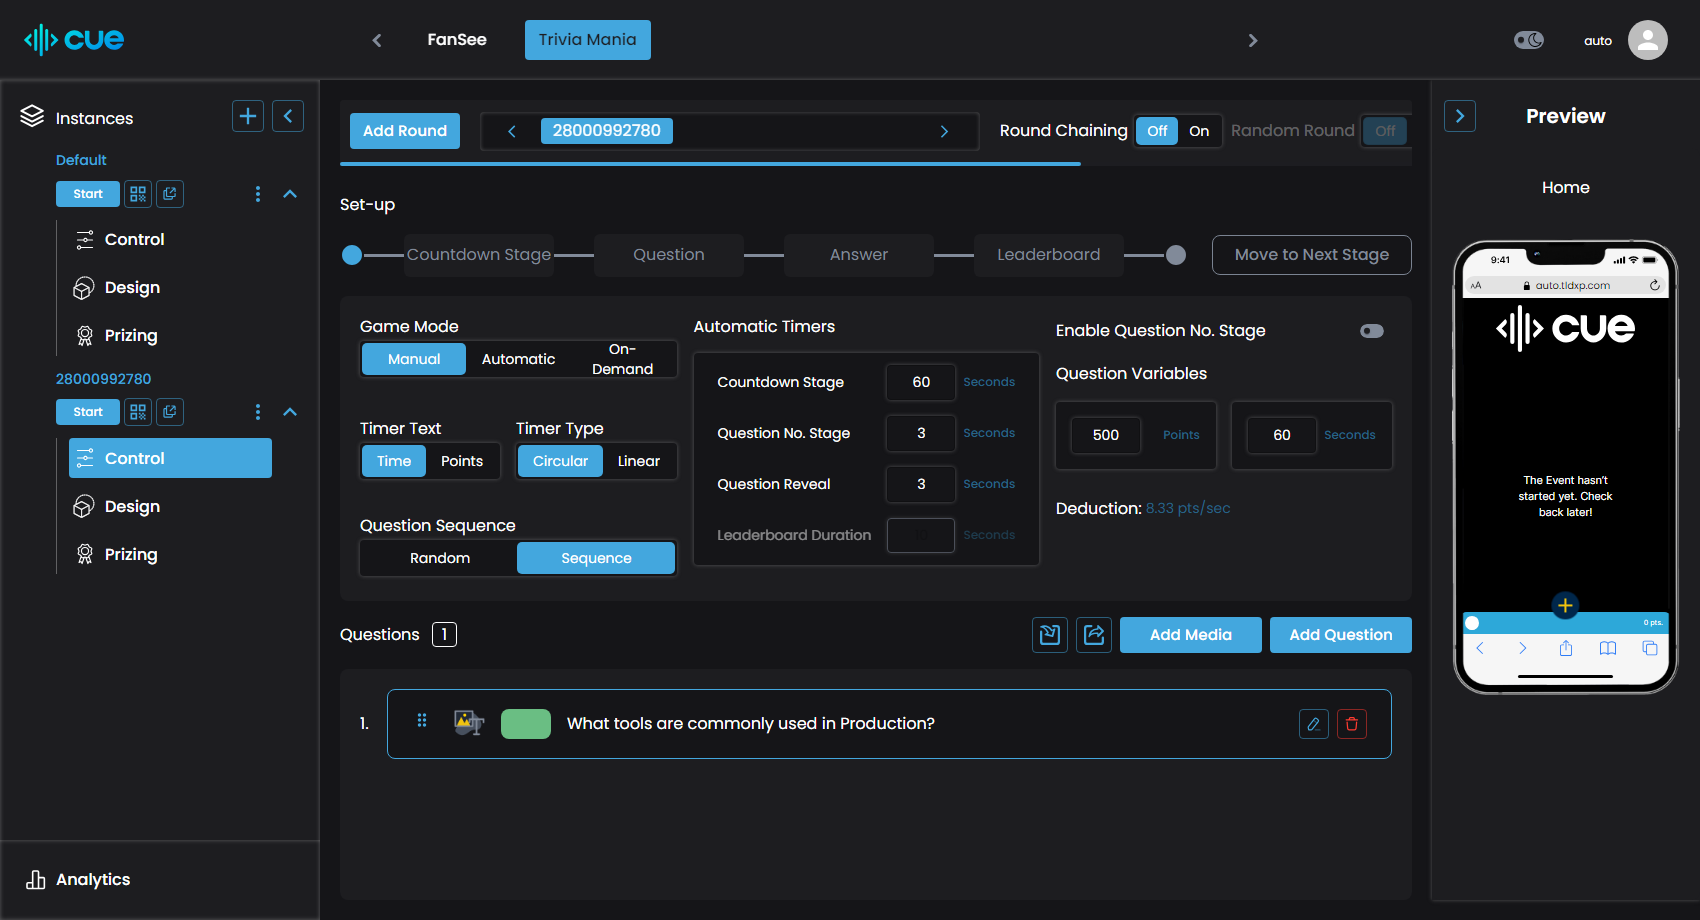 cue
FanSee
Trivia Mania
auto
Instances
Default
Start
Control
Design
Prizing
28000992780
Start
Control
Design
Prizing
Analytics
Add Round
28000992780
Round Chaining
Off
On
Random Round
Off
Set-up
Countdown Stage
Question
Answer
Leaderboard
Move to Next Stage
Game Mode
Manual
Automatic
On-
Demand
Timer Text
Time
Points
Timer Type
Circular
Linear
Question Sequence
Random
Sequence
Automatic Timers
Countdown Stage
60
Seconds
Question No. Stage
3
Seconds
Question Reveal
3
Seconds
Leaderboard Duration
Seconds
Enable Question No. Stage
Question Variables
500
Points
60
Seconds
Deduction: 8.33 pts/sec
Questions
1
Add Media
Add Question
1.
What tools are commonly used in Production?
Preview
Home
9:41
AA
auto.tldxp.com
cue
The Event hasn't
started yet. Check
back later!
0 pts.